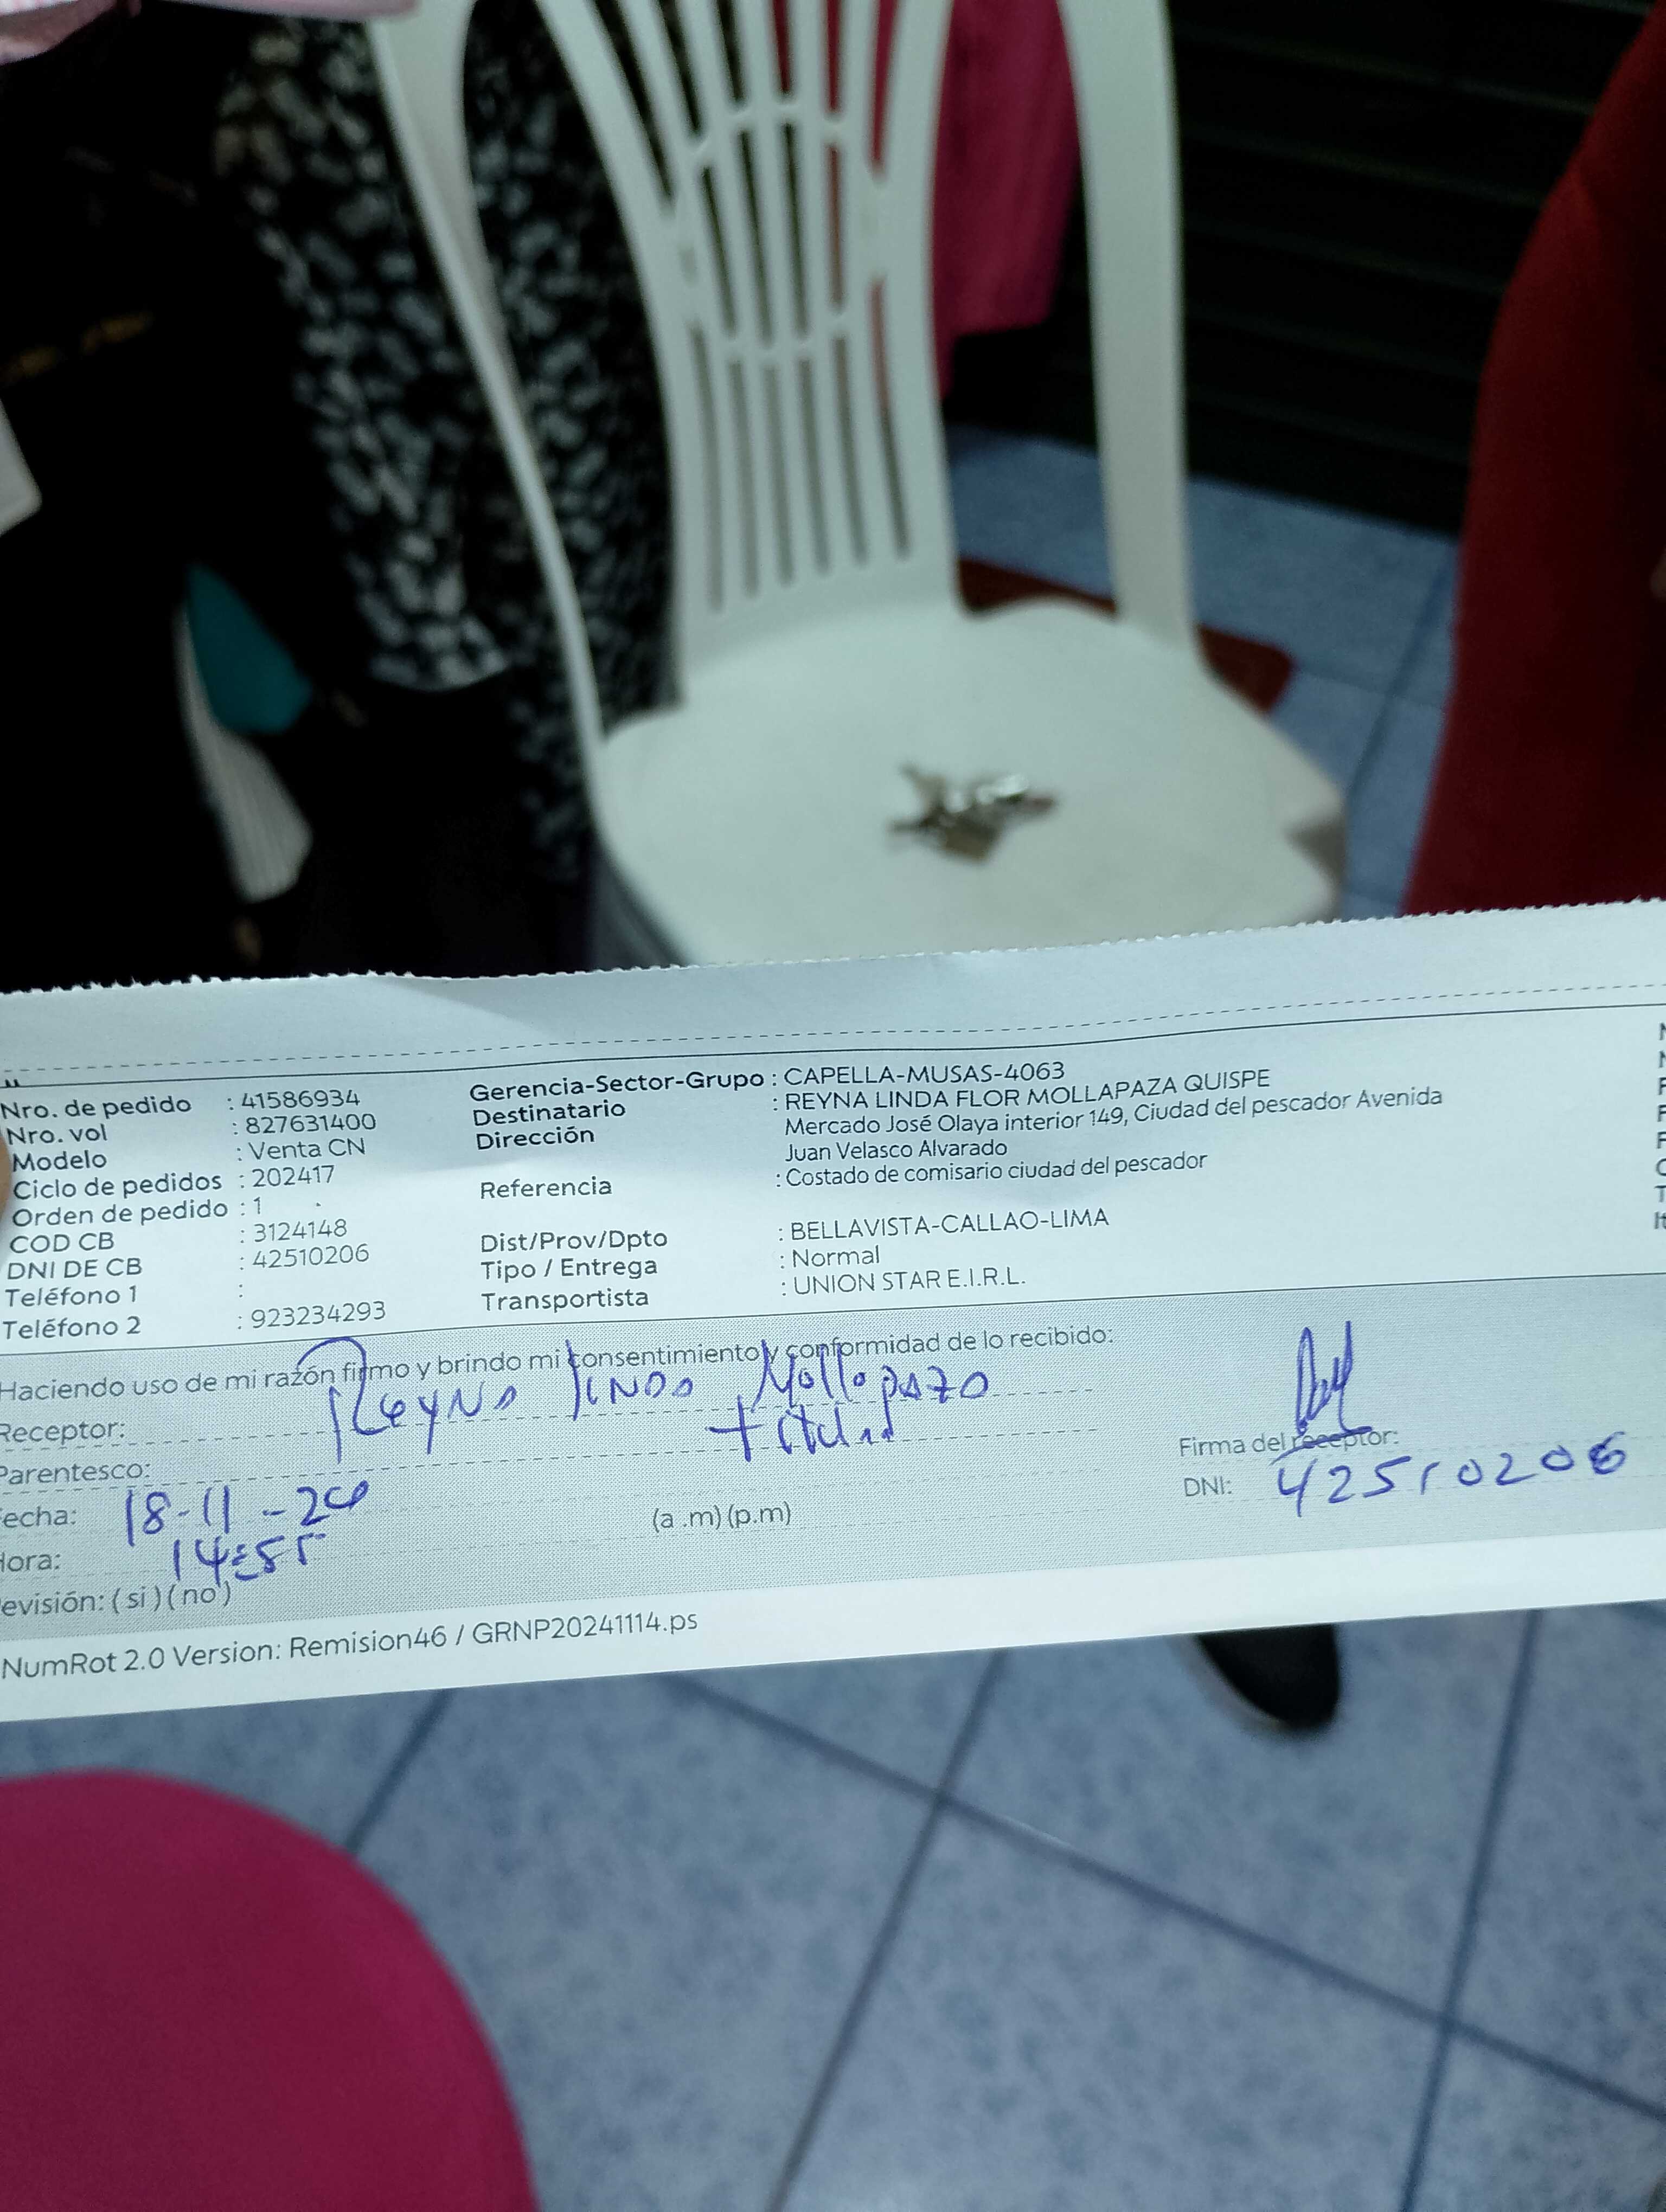 Nro. de pedido : 41586934
Nro. vol : 827631400
Modelo : Venta CN
Ciclo de pedidos : 202417
Orden de pedido : 1
COD CB : 3124148
DNI DE CB : 42510206
Teléfono 1 :
Teléfono 2 : 923234293
Gerencia-Sector-Grupo : CAPELLA-MUSAS-4063
Destinatario : REYNA LINDA FLOR MOLLAPAZA QUISPE
Dirección Mercado José Olaya interior 149, Ciudad del pescador Avenida
Juan Velasco Alvarado
Referencia : Costado de comisario ciudad del pescador
Dist/Prov/Dpto : BELLAVISTA-CALLAO-LIMA
Tipo / Entrega : Normal
Transportista : UNION STAR E.I.R.L.
Haciendo uso de mi razón firmo y brindo mi consentimiento y conformidad de lo recibido:
Receptor: Reyna Linda Mollapaza
Parentesco: titular
echa: 18-11-24
Hora: 14:55 (a .m) (p.m)
evisión: ( si ) ( no )
Firma del receptor:
DNI: 42510206
NumRot 2.0 Version: Remision46 / GRNP20241114.ps